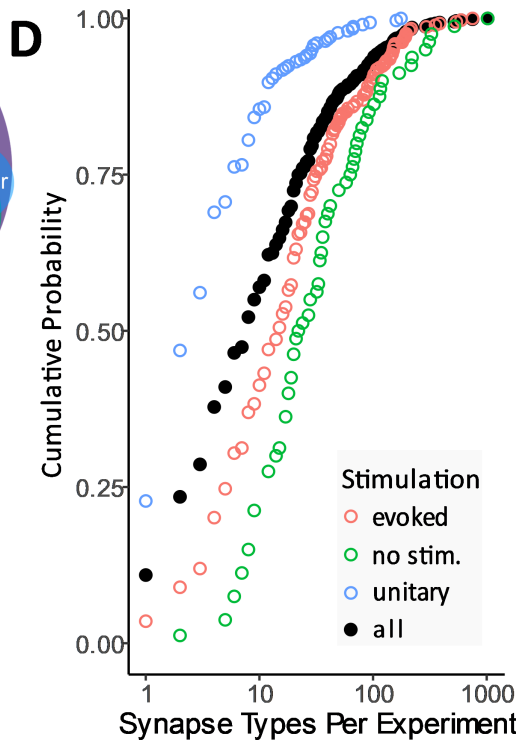 D
r
1.00
0.75
0.50
0.25
0.00
Cumulative Probability
Stimulation
evoked
no stim.
unitary
all
1 10 100 1000
Synapse Types Per Experiment